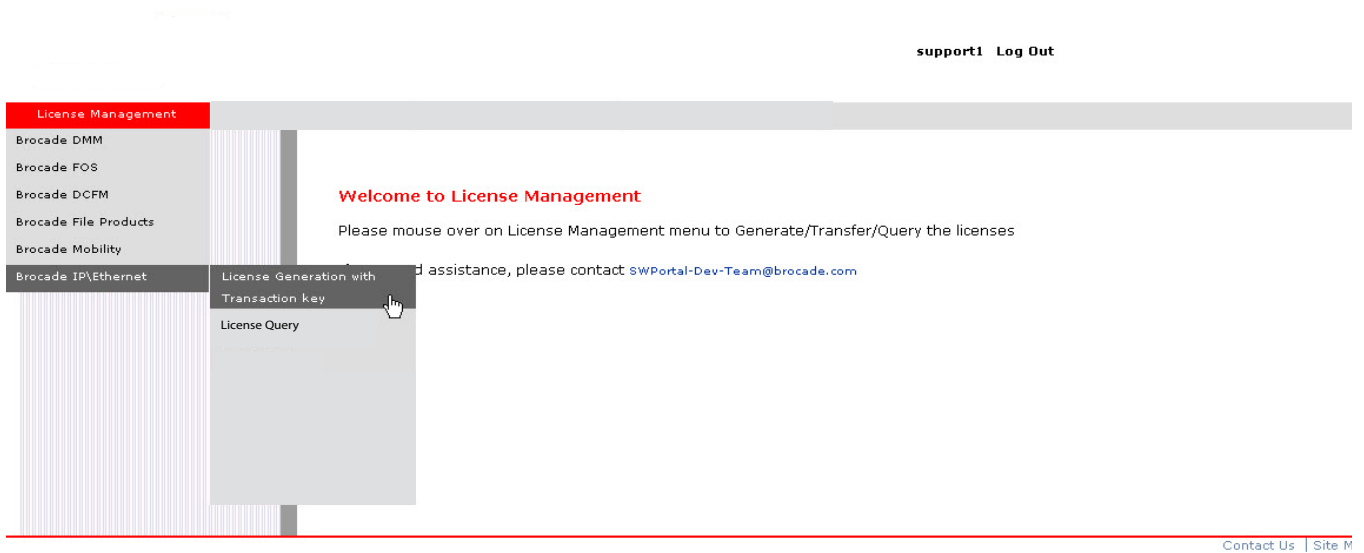 support1 Log Out
License Management
Brocade DMM
Brocade FOS
Brocade DCFM
Brocade File Products
Brocade Mobility
Brocade IP\Ethernet
License Generation with
Transaction key
License Query
Welcome to License Management
Please mouse over on License Management menu to Generate/Transfer/Query the licenses
assistance, please contact SWPortal-Dev-Team@brocade.com
Contact Us | Site M